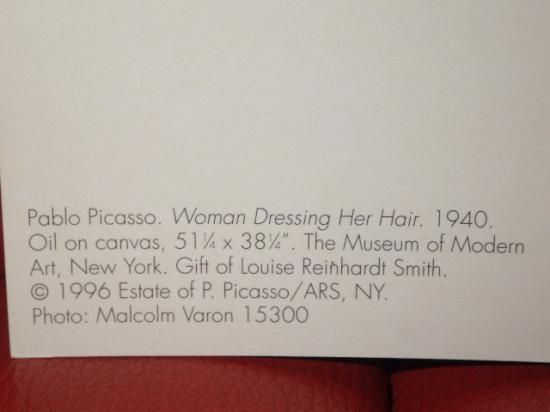 Pablo Picasso. Woman Dressing Her Hair. 1940.
Oil on canvas, 51¼ x 38¼”. The Museum of Modern
Art, New York. Gift of Louise Reinhardt Smith.
© 1996 Estate of P. Picasso/ARS, NY.
Photo: Malcolm Varon 15300